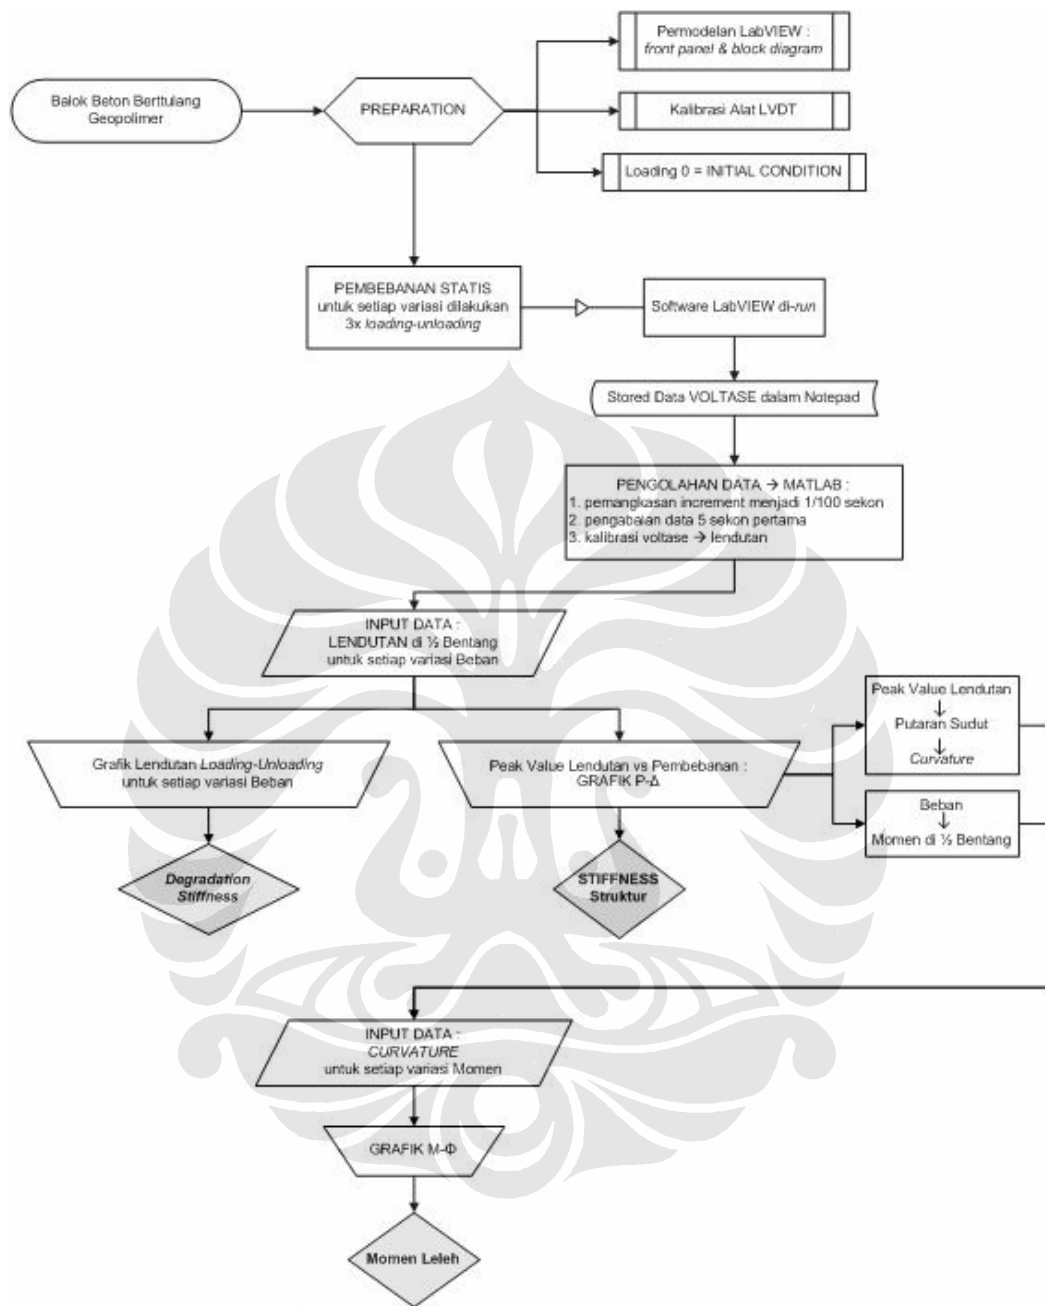 Permodelan LabVIEW :
front panel & block diagram
Balok Beton Berttulang
Geopolimer
PREPARATION
Kalibrasi Alat LVDT
Loading 0 = INITIAL CONDITION
PEMBEBANAN STATIS
untuk setiap variasi dilakukan
3x loading-unloading
Software LabVIEW di-run
Stored Data VOLTASE dalam Notepad
PENGOLAHAN DATA → MATLAB :
1. pemangkasan increment menjadi 1/100 sekon
2. pengabaian data 5 sekon pertama
3. kalibrasi voltase → lendutan
INPUT DATA :
LENDUTAN di ½ Bentang
untuk setiap variasi Beban
Grafik Lendutan Loading-Unloading
untuk setiap variasi Beban
Peak Value Lendutan vs Pembebanan :
GRAFIK P-Δ
Peak Value Lendutan
↓
Putaran Sudut
↓
Curvature
Beban
↓
Momen di ½ Bentang
Degradation
Stiffness
STIFFNESS
Struktur
INPUT DATA :
CURVATURE
untuk setiap variasi Momen
GRAFIK M-Φ
Momen Leleh